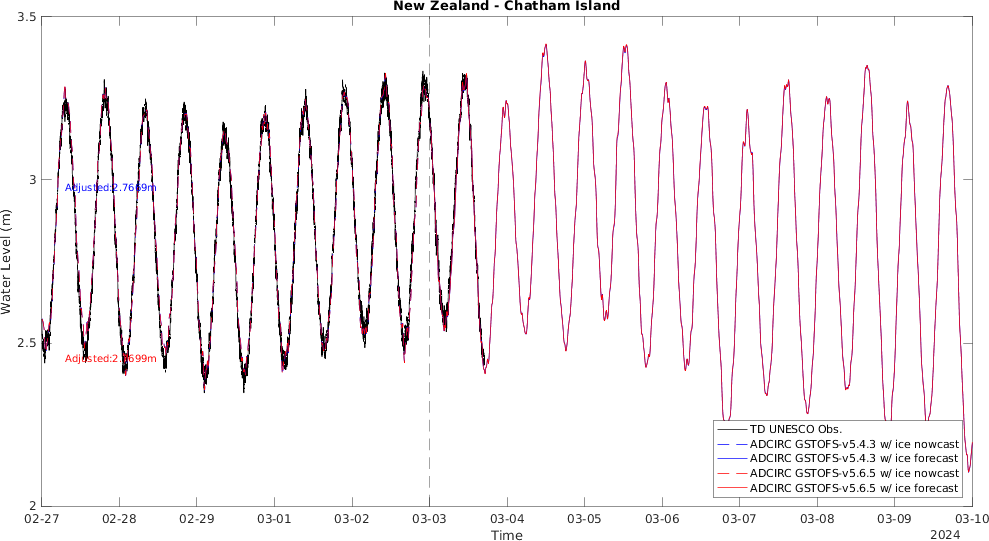 New Zealand - Chatham Island
3.5
3
2.5
2
Water Level (m)
Adjusted:2.7669m
Adjusted:2.7699m
TD UNESCO Obs.
ADCIRC GSTOFS-v5.4.3 w/ ice nowcast
ADCIRC GSTOFS-v5.4.3 w/ ice forecast
ADCIRC GSTOFS-v5.6.5 w/ ice nowcast
ADCIRC GSTOFS-v5.6.5 w/ ice forecast
02-27 02-28 02-29 03-01 03-02 03-03 03-04 03-05 03-06 03-07 03-08 03-09 03-10
Time
2024